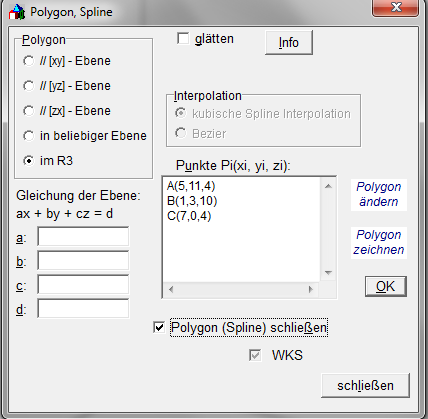 Polygon, Spline
Polygon
// [xy] - Ebene
// [yz] - Ebene
// [zx] - Ebene
in beliebiger Ebene
im R3
glätten
Info
Interpolation
kubische Spline Interpolation
Bezier
Gleichung der Ebene:
ax + by + cz = d
a:
b:
c:
d:
Punkte Pi(xi, yi, zi):
A(5,11,4)
B(1,3,10)
C(7,0,4)
Polygon
ändern
Polygon
zeichnen
OK
Polygon (Spline) schließen
WKS
schließen